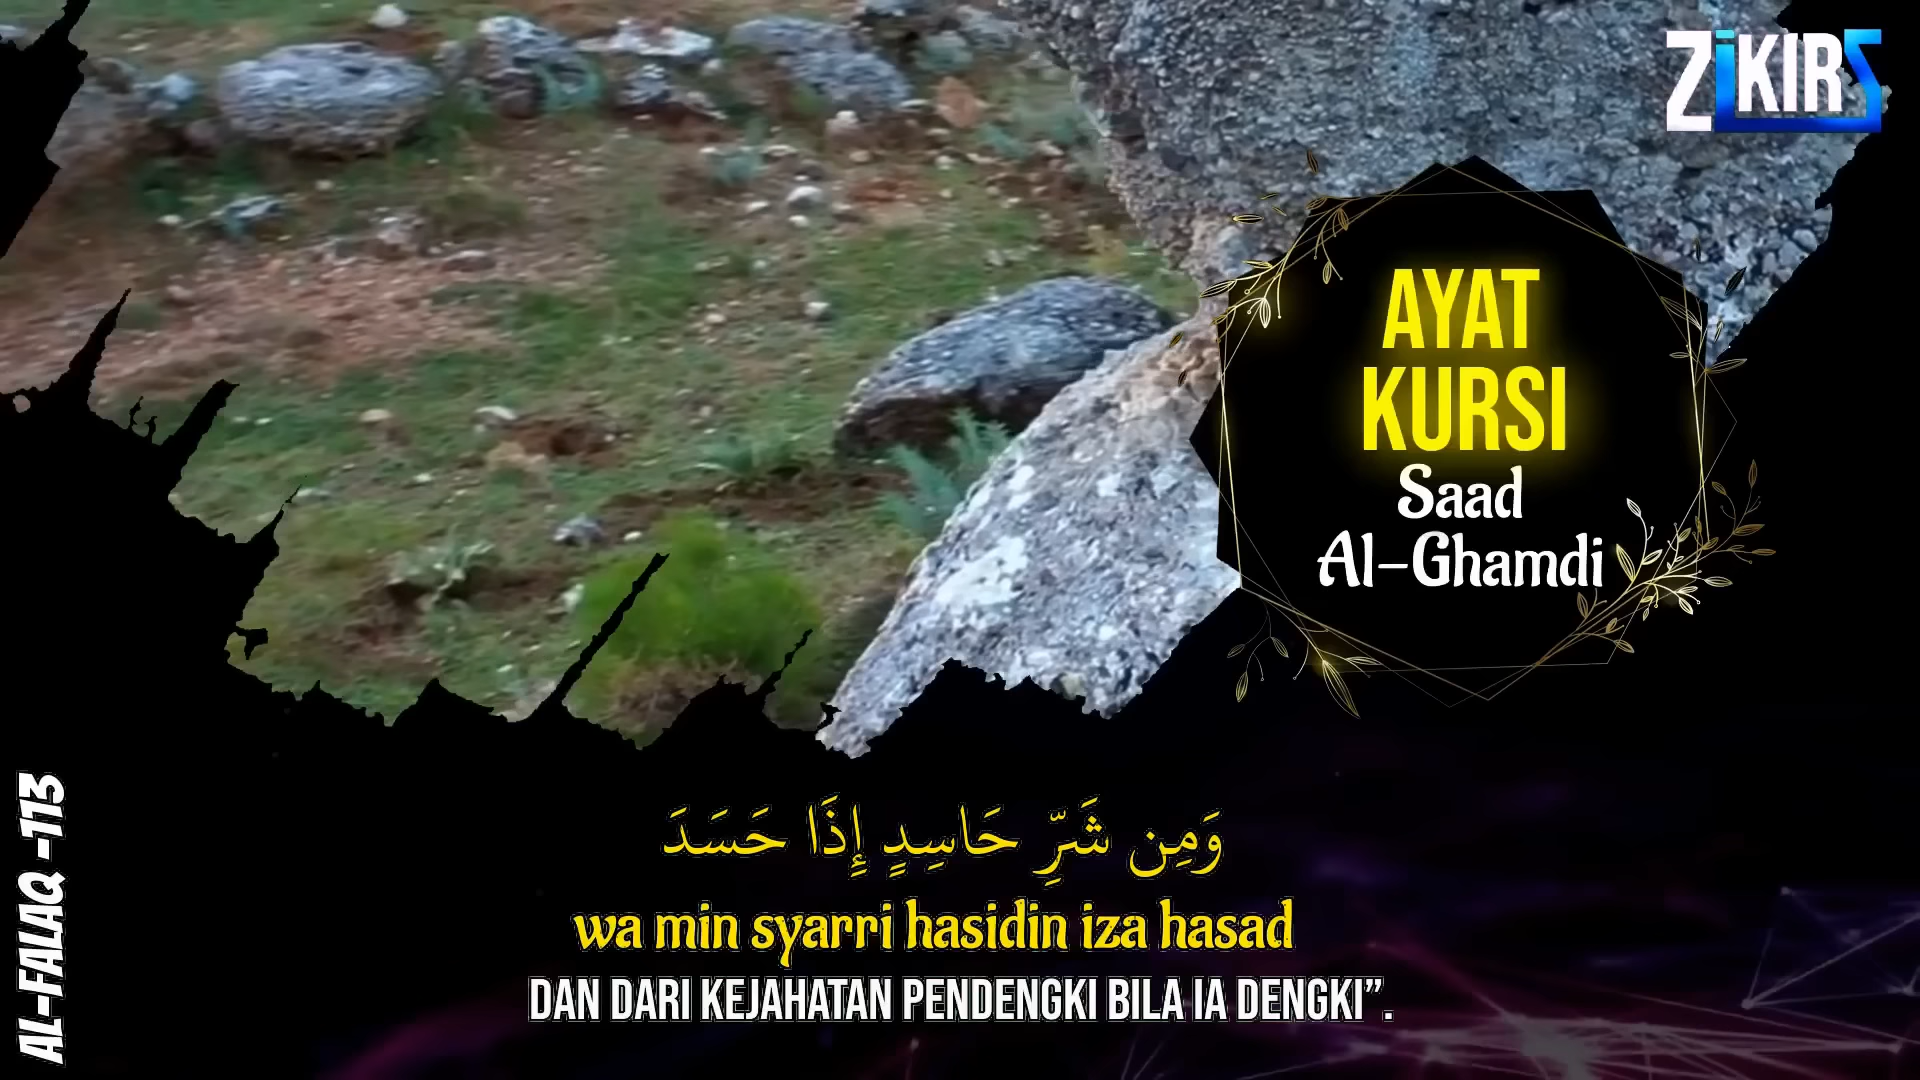 ZIKIRS
AYAT
KURSI
Saad
Al-Ghamdi
AL-FALAQ -113
وَمِن شَرِّ حَاسِدٍ إِذَا حَسَدَ
wa min syarri hasidin iza hasad
DAN DARI KEJAHATAN PENDENGKI BILA IA DENGKI”.